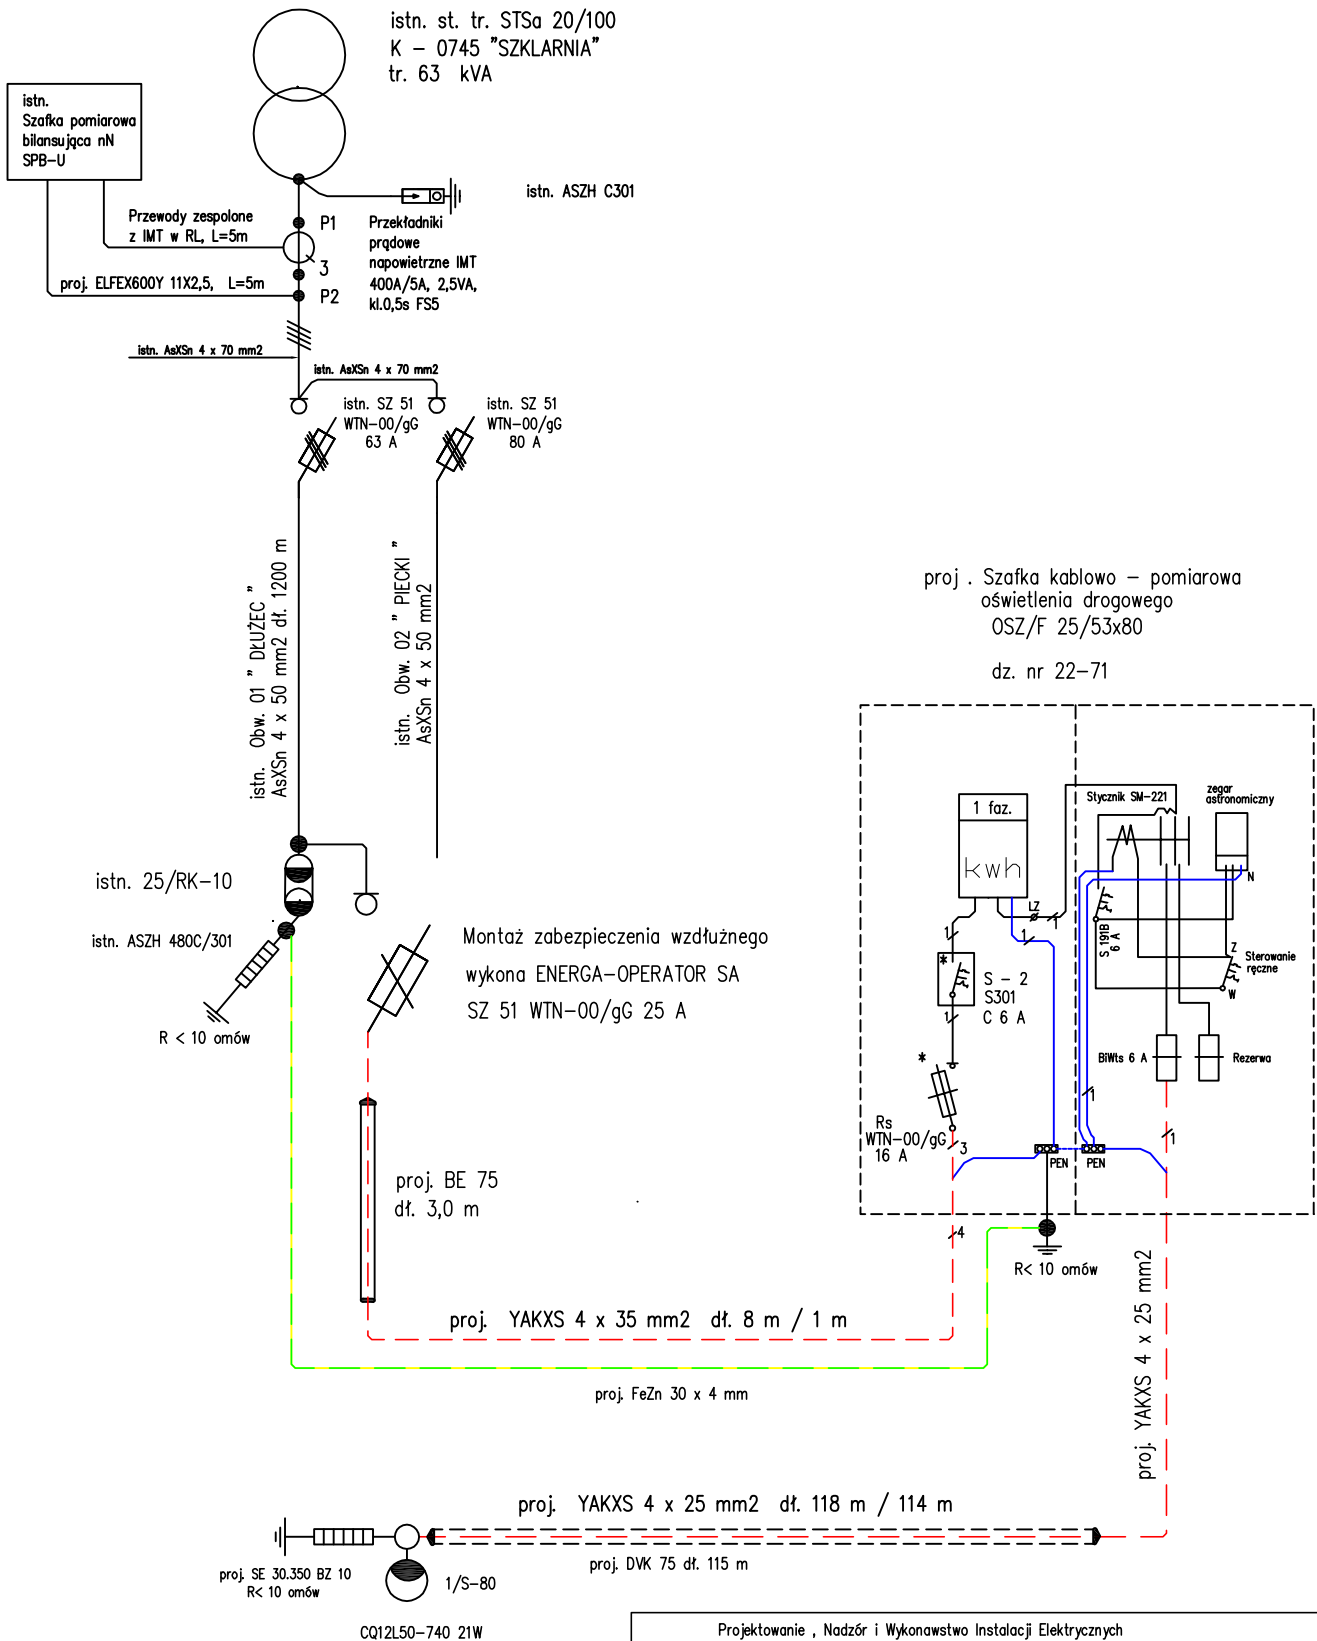 istn. st. tr. STSa 20/100
K – 0745 "SZKLARNIA"
tr. 63 kVA
istn.
Szafka pomiarowa
bilansująca nN
SPB–U
istn. ASZH C301
Przewody zespolone
z IMT w RL, L=5m
P1
3
P2
Przekładniki
prądowe
napowietrzne IMT
400A/5A, 2,5VA,
kl.0,5s FS5
proj. ELFEX600Y 11X2,5, L=5m
istn. AsXSn 4 x 70 mm2
istn. AsXSn 4 x 70 mm2
istn. SZ 51
WTN–00/gG
63 A
istn. SZ 51
WTN–00/gG
80 A
istn. Obw. 01 " DŁUŻEC "
AsXSn 4 x 50 mm2 dł. 1200 m
istn. Obw. 02 " PIECKI "
AsXSn 4 x 50 mm2
proj . Szafka kablowo – pomiarowa
oświetlenia drogowego
OSZ/F 25/53x80
dz. nr 22–71
1 faz.
kwh
Stycznik SM–221
zegar
astronomiczny
N
LZ
1
1
1
S 191B
6 A
Z
Sterowanie
ręczne
W
*
S – 2
S301
C 6 A
1
*
BiWts 6 A
Rezerwa
1
1
Rs
WTN–00/gG
16 A
3
PEN
PEN
4
R< 10 omów
istn. 25/RK–10
istn. ASZH 480C/301
R < 10 omów
Montaż zabezpieczenia wzdłużnego
wykona ENERGA–OPERATOR SA
SZ 51 WTN–00/gG 25 A
proj. BE 75
dł. 3,0 m
proj. YAKXS 4 x 35 mm2 dł. 8 m / 1 m
proj. FeZn 30 x 4 mm
proj. YAKXS 4 x 25 mm2
proj. YAKXS 4 x 25 mm2 dł. 118 m / 114 m
proj. DVK 75 dł. 115 m
proj. SE 30.350 BZ 10
R< 10 omów
1/S–80
CQ12L50–740 21W
Projektowanie , Nadzór i Wykonawstwo Instalacji Elektrycznych